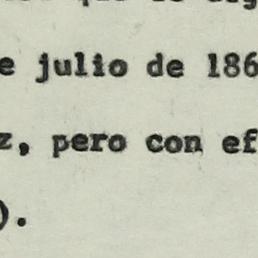 e julio de 186
z, pero con ef
).